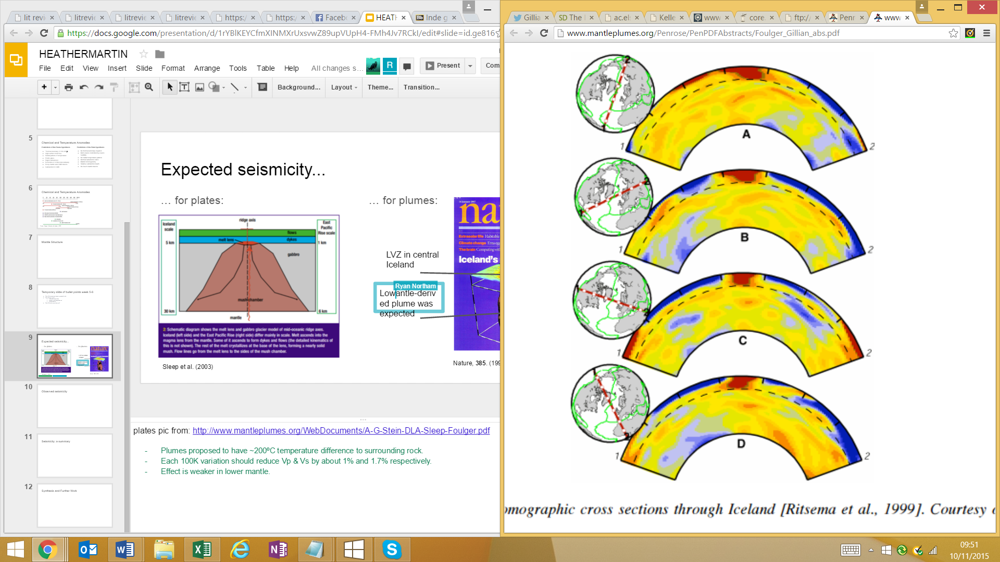 lit revi
litrevie
litrevie
litrevie
https:/
https:/
Facebo
HEATH
Inde g
https://docs.google.com/presentation/d/1rYBlKEYCfmXINMXrUxsvwZ89upVUpH4-FMh4Jv7RCkI/edit#slide=id.ge816
HEATHERMARTIN
File Edit View Insert Slide Format Arrange Tools Table Help All changes s...
R
Present
Com
Background... Layout Theme... Transition...
5
Chemical and Temperature Anomalies
6
Chemical and Temperature Anomalies
7
Mantle Structure
8
Temporary slide of bullet points week 5-6
9
Expected seismicity...
nature
10
Observed seismicity
11
Seismicity: a summary
12
Synthesis and Further Work
Expected seismicity...
... for plates:
... for plumes:
ridge axis
Iceland scale
East Pacific Rise scale
flows
melt lens
dykes
5 km
1 km
gabbro
mush chamber
30 km
6 km
mantle
2: Schematic diagram shows the melt lens and gabbro glacier model of mid-oceanic ridge axes.
Iceland (left side) and the East Pacific Rise (right side) differ mainly in scale. Melt ascends into the
magma lens from the mantle. Some of it ascends to form dykes and flows (the detailed kinematics of
this is not shown). The rest of the melt crystallizes at the base of the lens, forming a nearly solid
mush. Flow lines go from the melt lens to the sides of the mush chamber.
Sleep et al. (2003)
LVZ in central
Iceland
Ryan Northam
Lowantle-deriv
ed plume was
expected
natu
Extrasolar life Habitable
Climate change
The brain Computing with
Iceland's
Nature, 385. (199
plates pic from: http://www.mantleplumes.org/WebDocuments/A-G-Stein-DLA-Sleep-Foulger.pdf
- Plumes proposed to have ~200ºC temperature difference to surrounding rock.
- Each 100K variation should reduce Vp & Vs by about 1% and 1.7% respectively.
- Effect is weaker in lower mantle.
Gillia
SD The
ac.els
Kelle
www
core.
ftp:/
Penr
www
www.mantleplumes.org/Penrose/PenPDFAbstracts/Foulger_Gillian_abs.pdf
2
1
1 A 2
2
1
1 B 2
1
2
1 C 2
1
2
1 D 2
omographic cross sections through Iceland [Ritsema et al., 1999]. Courtesy o
09:51
10/11/2015